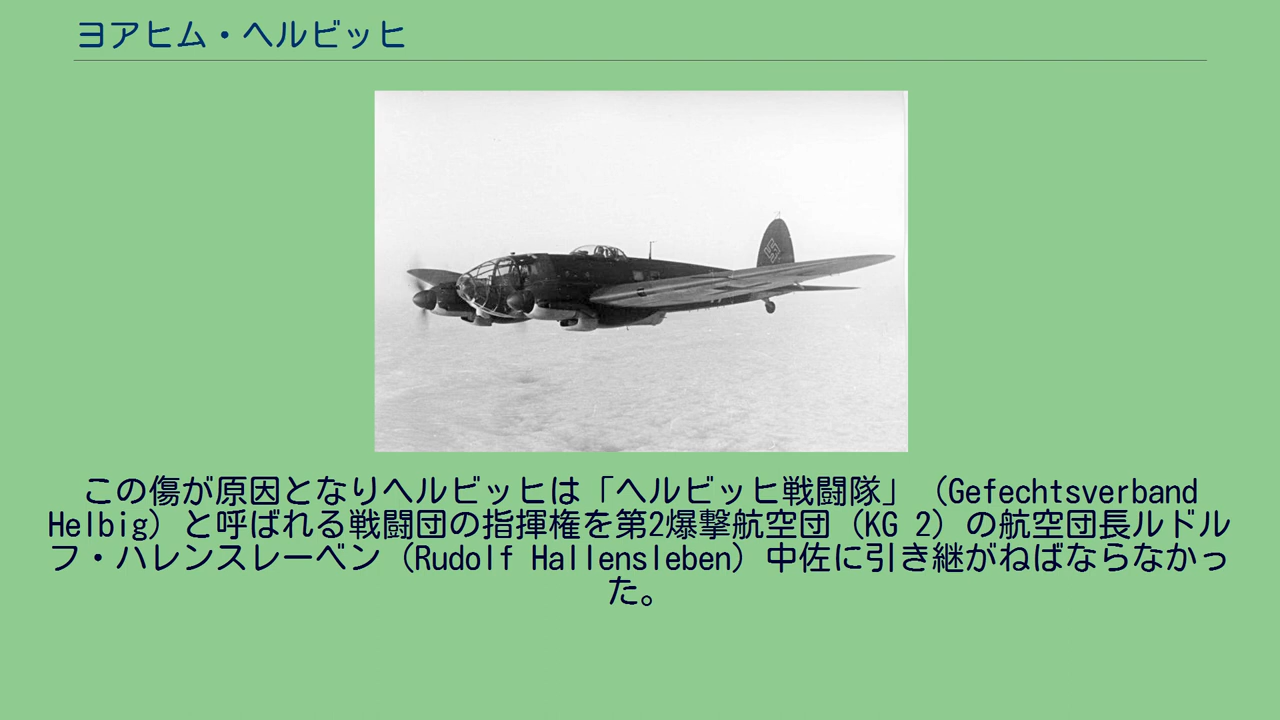 ヨアヒム・ヘルビッヒ
この傷が原因となりヘルビッヒは「ヘルビッヒ戦闘隊」（Gefechtsverband
Helbig）と呼ばれる戦闘団の指揮権を第2爆撃航空団（KG 2）の航空団長ルドル
フ・ハレンスレーベン（Rudolf Hallensleben）中佐に引き継がねばならなかっ
た。